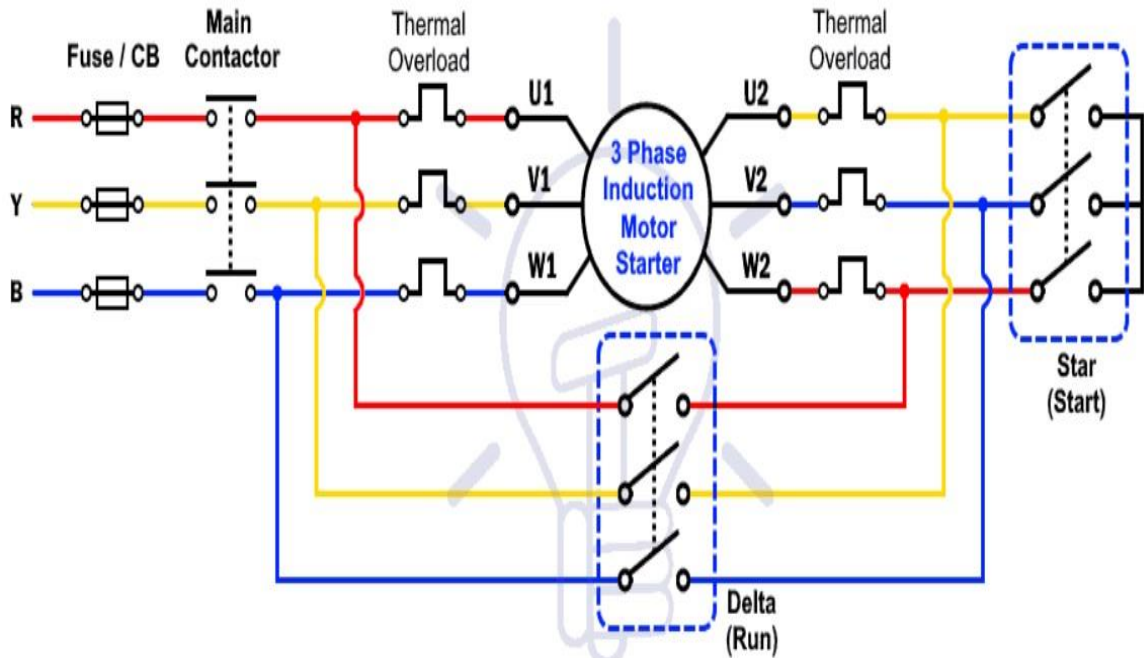 Fuse / CB
Main
Contactor
Thermal
Overload
Thermal
Overload
R
Y
B
U1
V1
W1
3 Phase
Induction
Motor
Starter
U2
V2
W2
Star
(Start)
Delta
(Run)